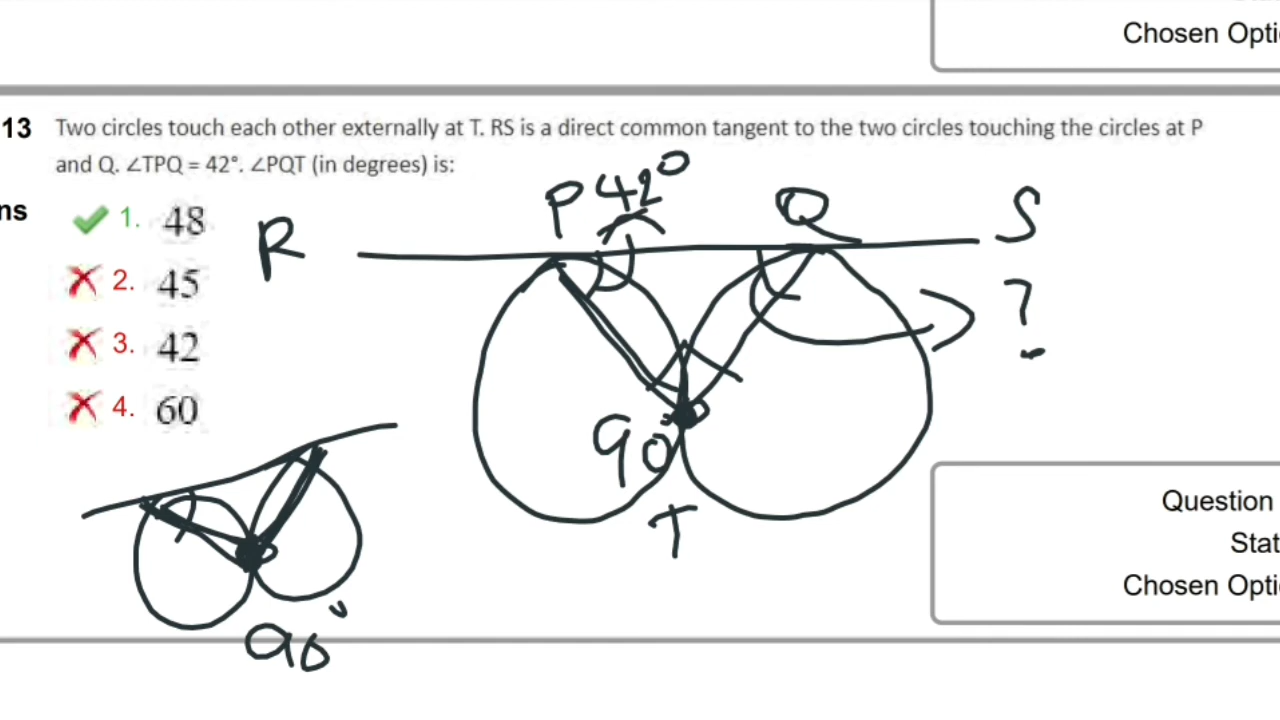 Chosen Opti
13 Two circles touch each other externally at T. RS is a direct common tangent to the two circles touching the circles at P
and Q. ∠TPQ = 42°. ∠PQT (in degrees) is:
ns
1. 48
2. 45
3. 42
4. 60
R P 42° Q S
?
90
T
90°
Question
Stat
Chosen Opti